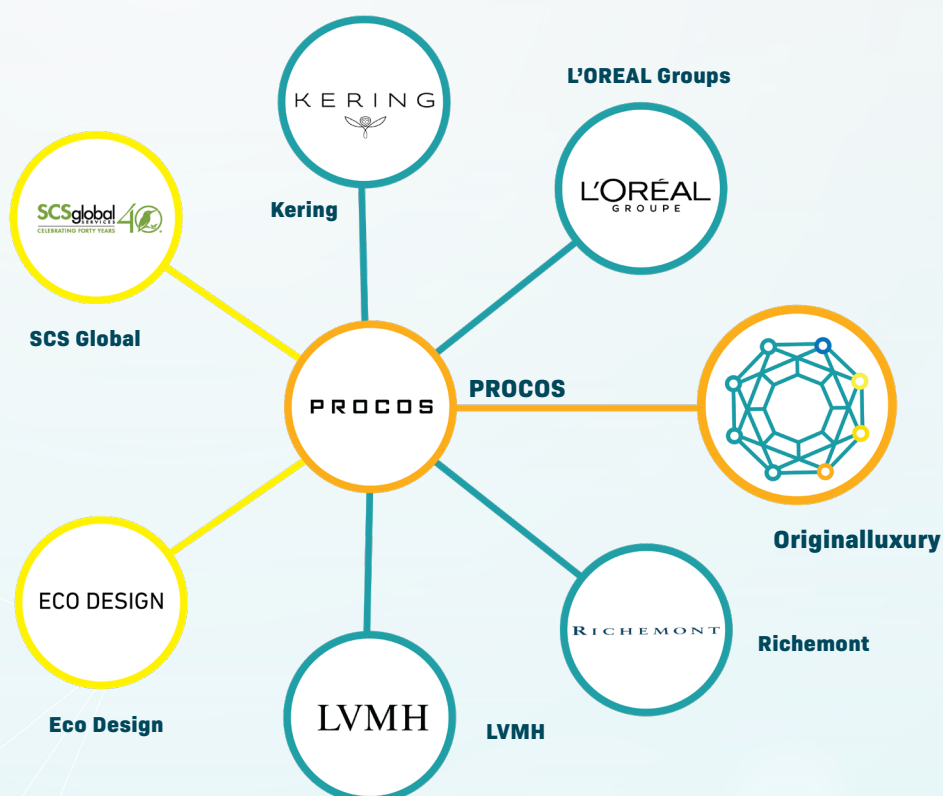 KERING
Kering
L'OREAL Groups
L'ORÉAL
GROUPE
SCSglobal
SERVICES
40
CELEBRATING FORTY YEARS
SCS Global
PROCOS
PROCOS
Originalluxury
ECO DESIGN
Eco Design
LVMH
LVMH
RICHEMONT
Richemont